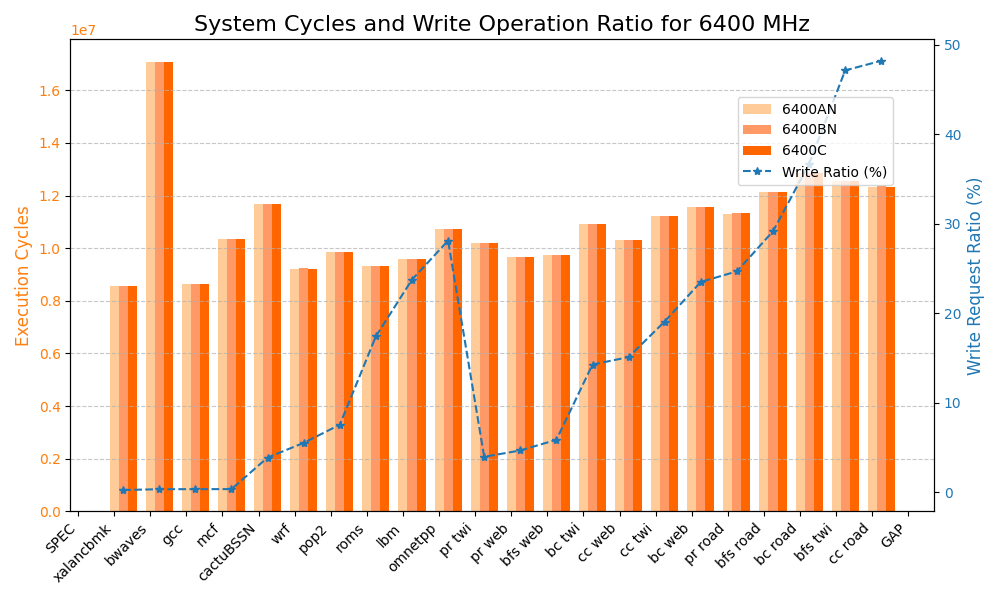 System Cycles and Write Operation Ratio for 6400 MHz
1e7
Execution Cycles
1.6
1.4
1.2
1.0
0.8
0.6
0.4
0.2
0.0
50
40
30
20
10
0
Write Request Ratio (%)
6400AN
6400BN
6400C
Write Ratio (%)
SPEC
xalancbmk
bwaves
gcc
mcf
cactuBSSN
wrf
pop2
roms
lbm
omnetpp
pr twi
pr web
bfs web
bc twi
cc web
cc twi
bc web
pr road
bfs road
bc road
bfs twi
cc road
GAP